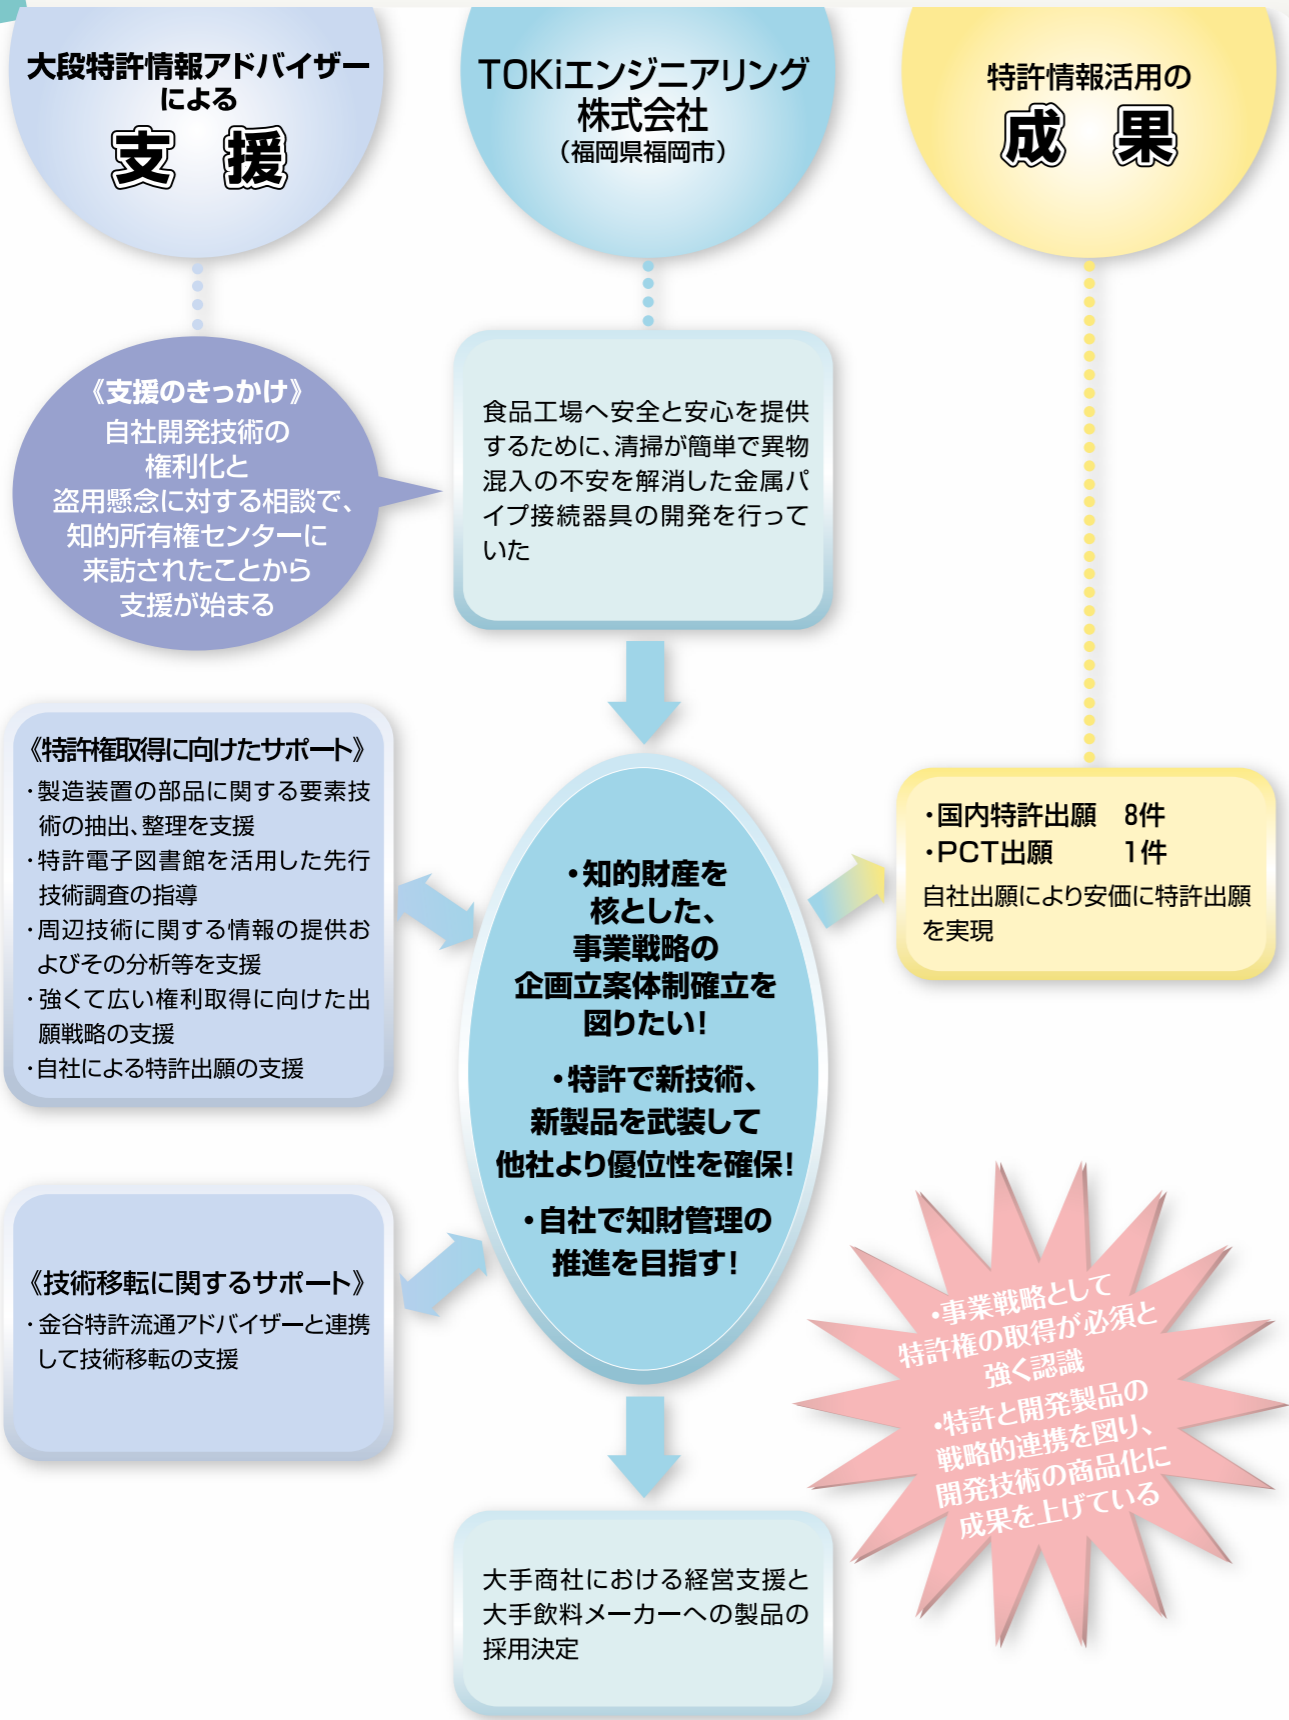 大段特許情報アドバイザー
による
支 援
TOKiエンジニアリング
株式会社
（福岡県福岡市）
特許情報活用の
成 果
《支援のきっかけ》
自社開発技術の
権利化と
盗用懸念に対する相談で、
知的所有権センターに
来訪されたことから
支援が始まる
食品工場へ安全と安心を提供
するために、清掃が簡単で異物
混入の不安を解消した金属パ
イプ接続器具の開発を行って
いた
《特許権取得に向けたサポート》
・製造装置の部品に関する要素技
術の抽出、整理を支援
・特許電子図書館を活用した先行
技術調査の指導
・周辺技術に関する情報の提供お
よびその分析等を支援
・強くて広い権利取得に向けた出
願戦略の支援
・自社による特許出願の支援
・知的財産を
核とした、
事業戦略の
企画立案体制確立を
図りたい！
・特許で新技術、
新製品を武装して
他社より優位性を確保！
・自社で知財管理の
推進を目指す！
・国内特許出願 8件
・PCT出願 1件
自社出願により安価に特許出願
を実現
《技術移転に関するサポート》
・金谷特許流通アドバイザーと連携
して技術移転の支援
・事業戦略として
特許権の取得が必須と
強く認識
・特許と開発製品の
戦略的連携を図り、
開発技術の商品化に
成果を上げている
大手商社における経営支援と
大手飲料メーカーへの製品の
採用決定